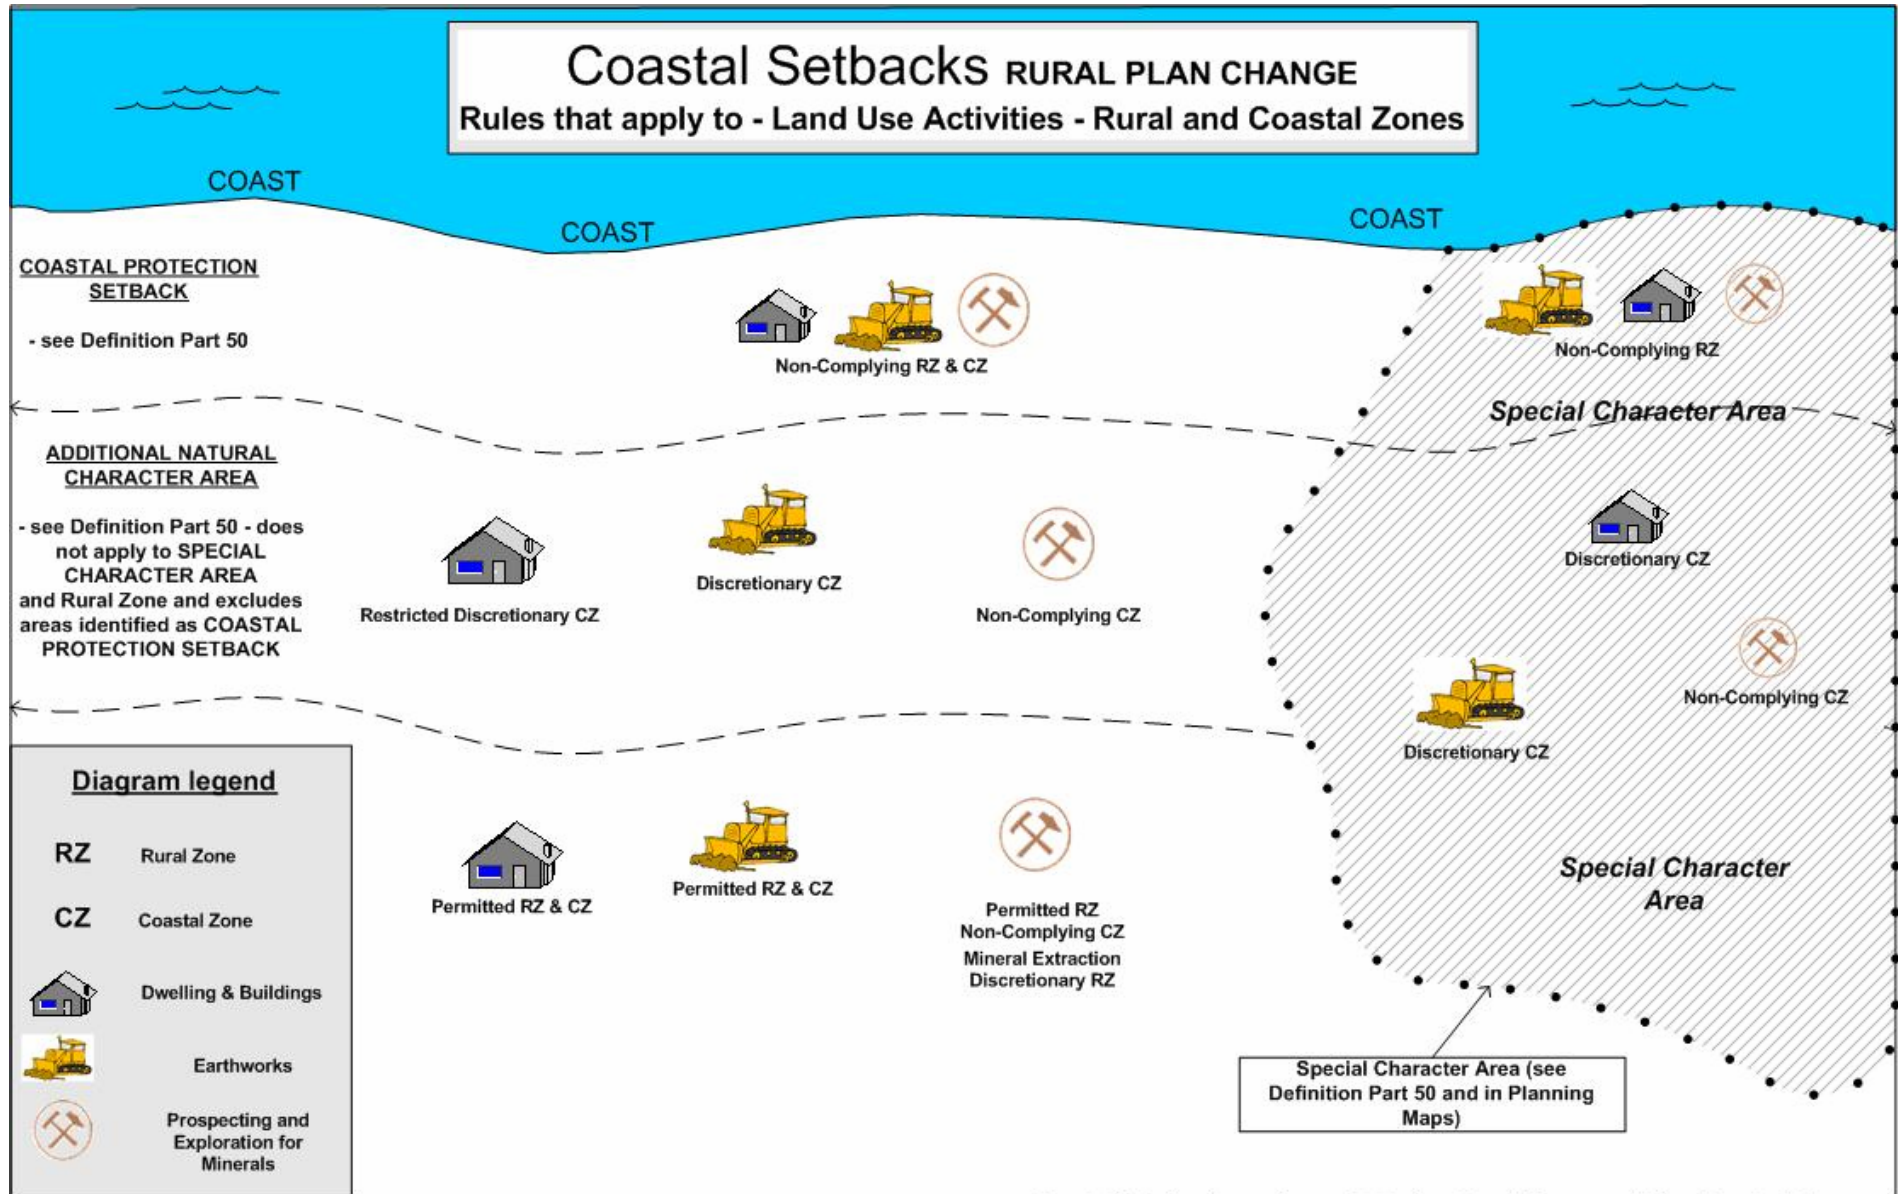 Coastal Setbacks RURAL PLAN CHANGE
Rules that apply to - Land Use Activities - Rural and Coastal Zones
COAST
COAST
COAST
COASTAL PROTECTION
SETBACK
- see Definition Part 50
Non-Complying RZ & CZ
Non-Complying RZ
Special Character Area
ADDITIONAL NATURAL
CHARACTER AREA
- see Definition Part 50 - does
not apply to SPECIAL
CHARACTER AREA
and Rural Zone and excludes
areas identified as COASTAL
PROTECTION SETBACK
Restricted Discretionary CZ
Discretionary CZ
Non-Complying CZ
Discretionary CZ
Non-Complying CZ
Discretionary CZ
Diagram legend
RZ Rural Zone
CZ Coastal Zone
Dwelling & Buildings
Earthworks
Prospecting and
Exploration for
Minerals
Permitted RZ & CZ
Permitted RZ & CZ
Permitted RZ
Non-Complying CZ
Mineral Extraction
Discretionary RZ
Special Character
Area
Special Character Area (see
Definition Part 50 and in Planning
Maps)